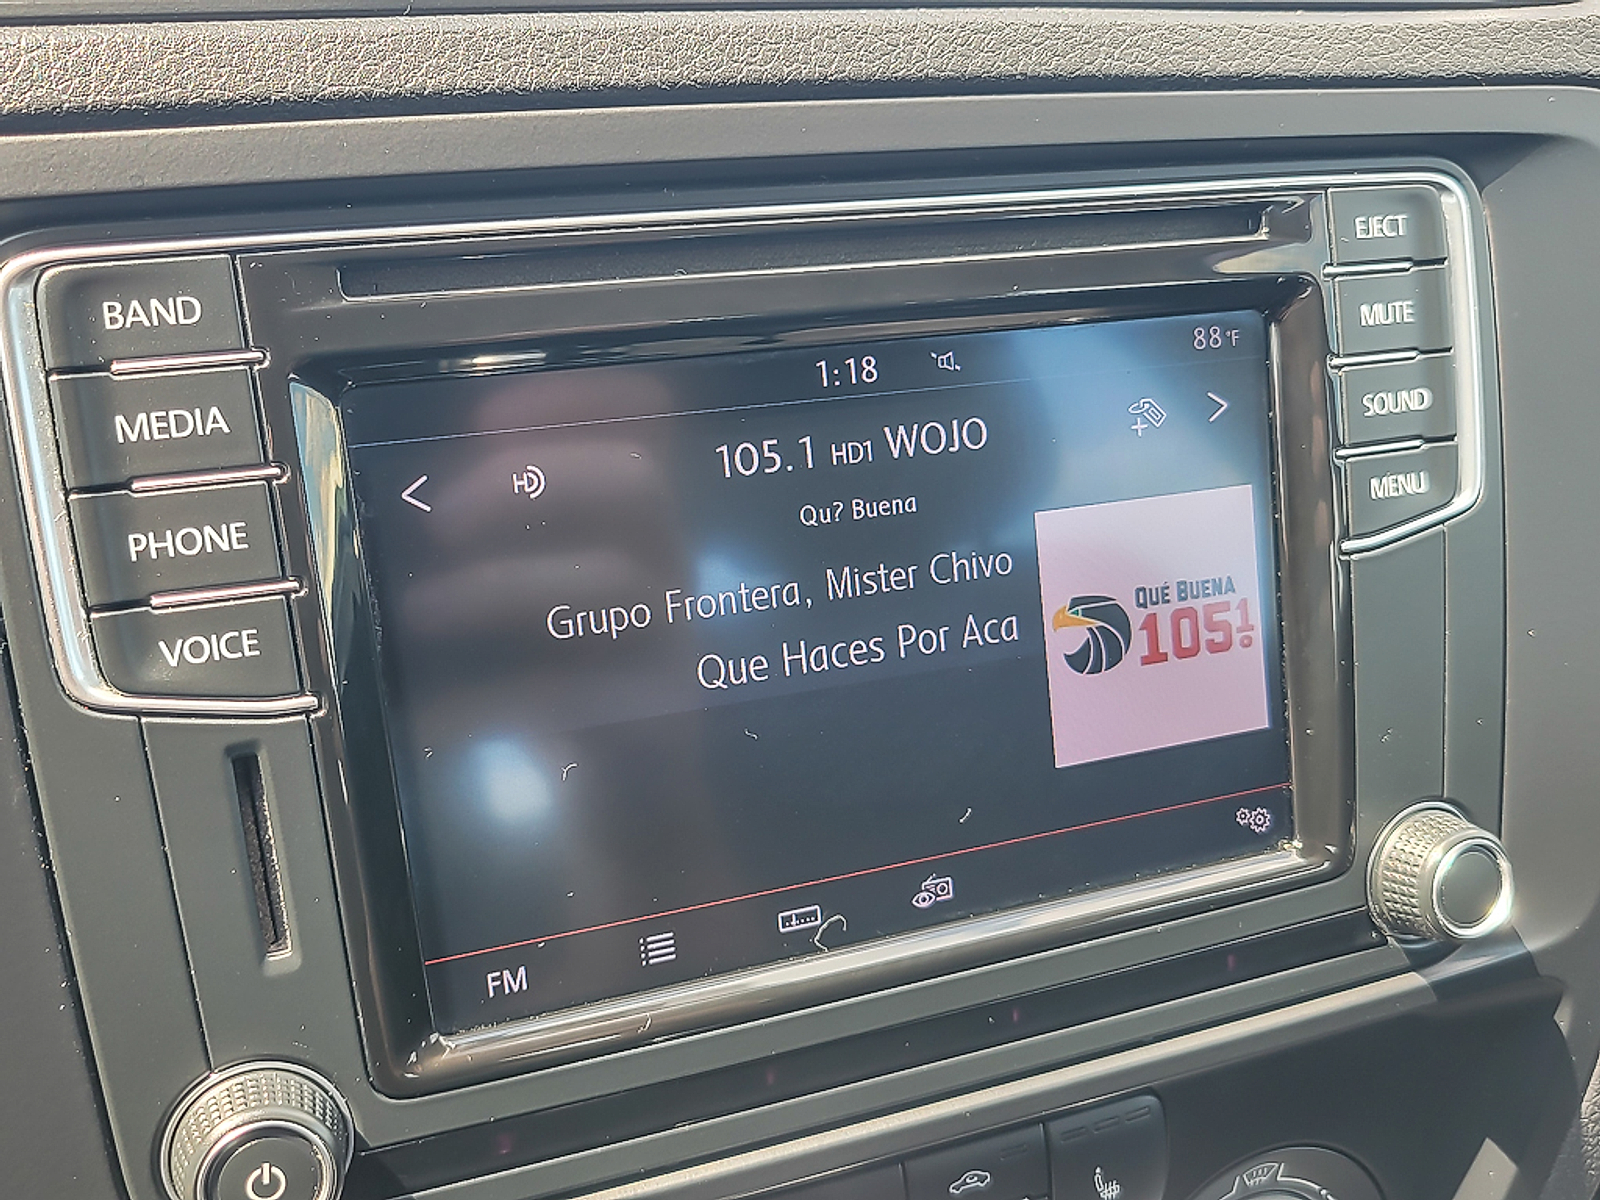 BAND
MEDIA
PHONE
VOICE
EJECT
MUTE
SOUND
MENU
1:18
88°F
HD
105.1 HD1 WOJO
Qu? Buena
Grupo Frontera, Mister Chivo
Que Haces Por Aca
QUÉ BUENA
105.1
FM